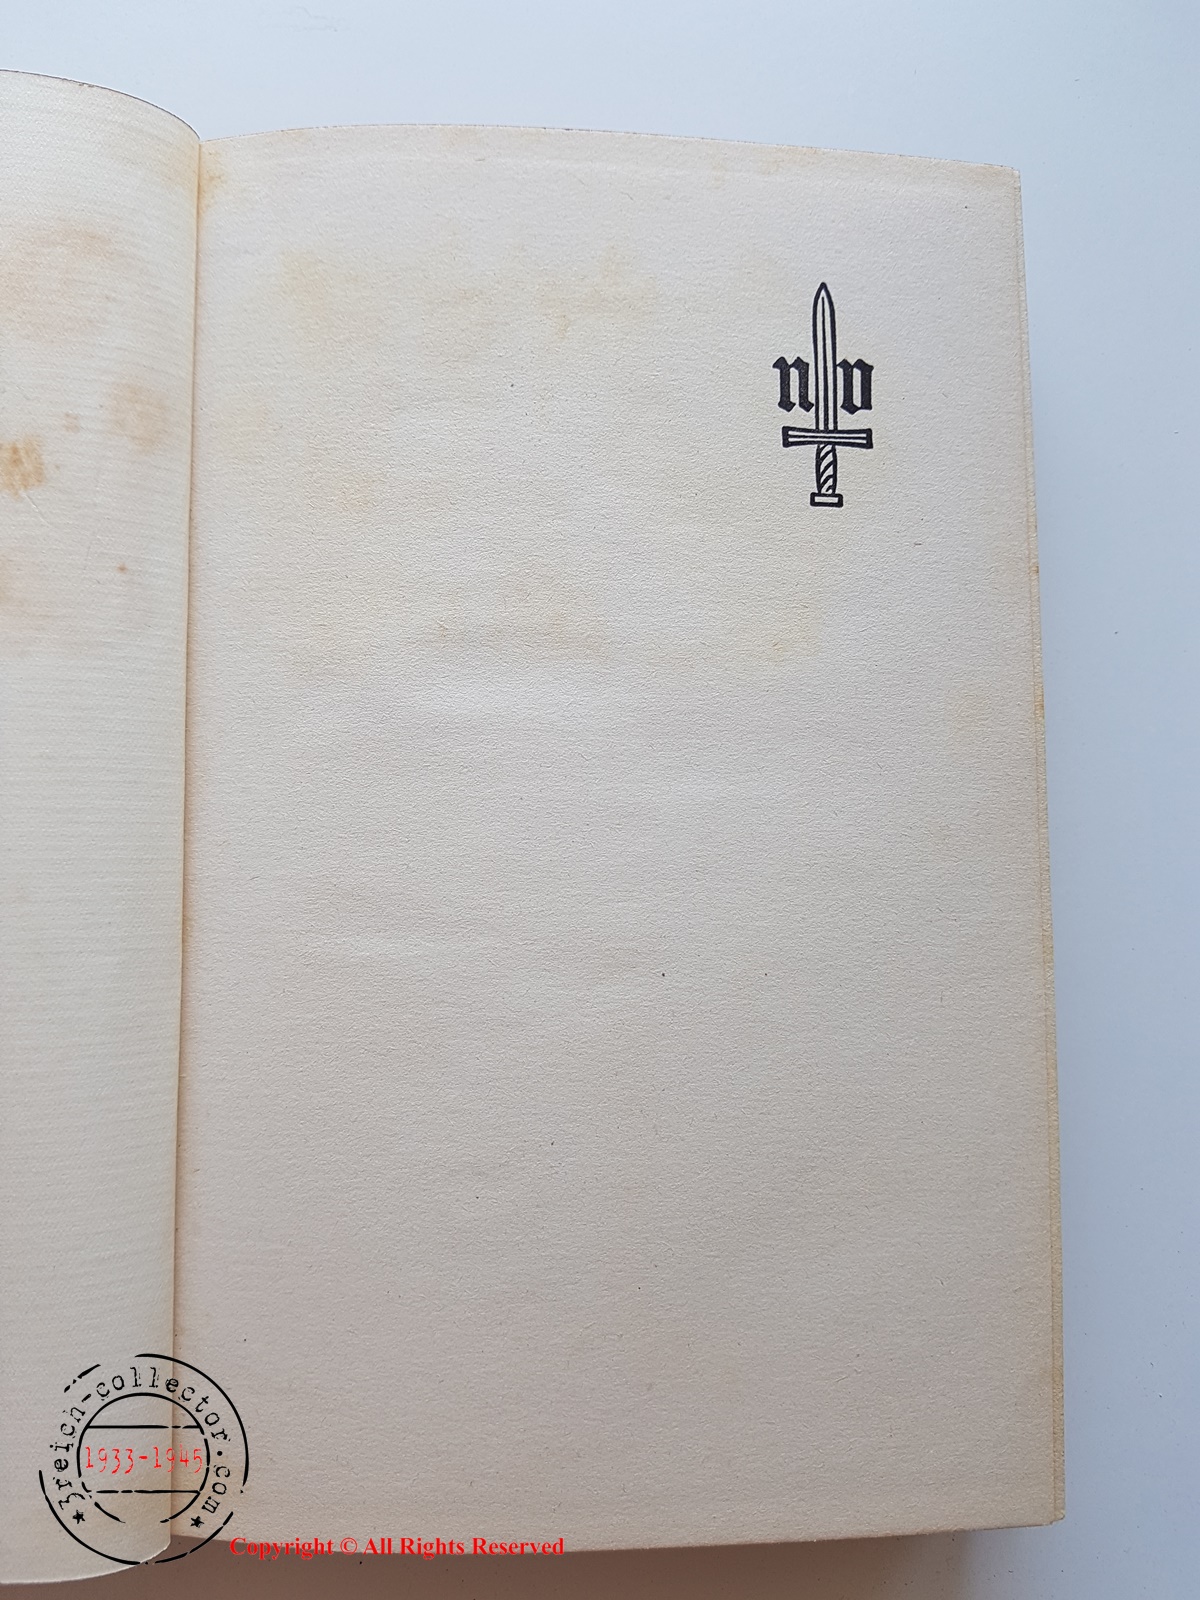 n v
3reich-collector.com
1933-1945
Copyright © All Rights Reserved